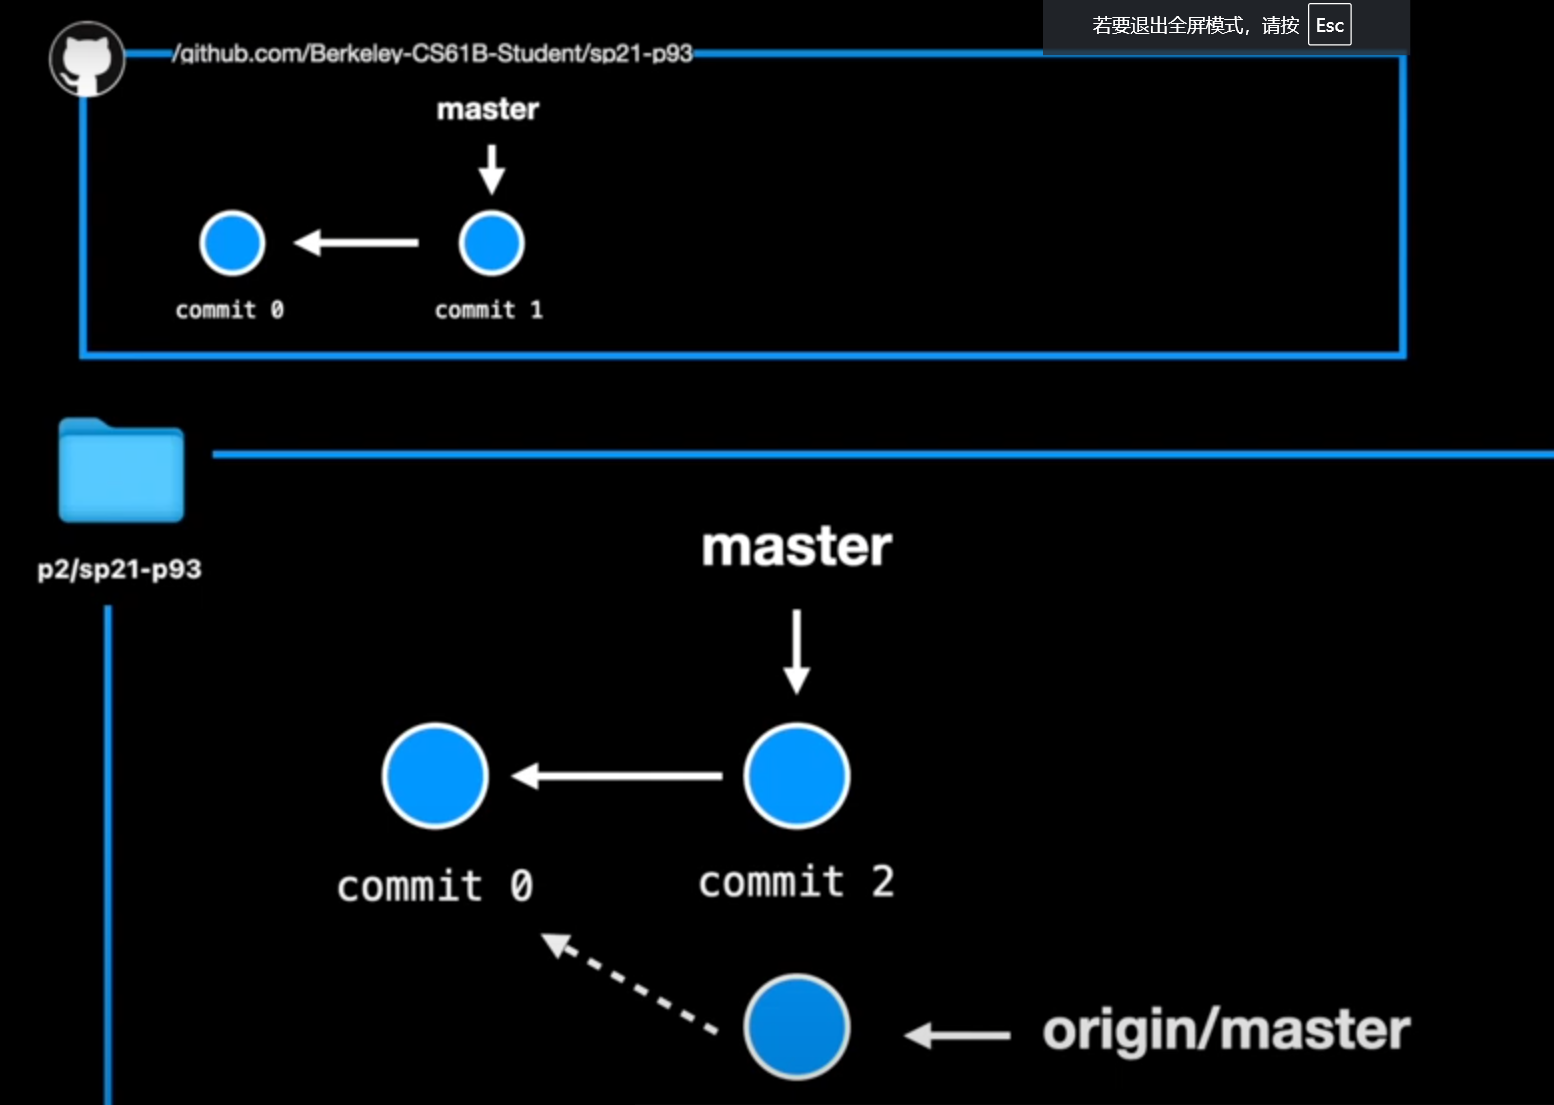 若要退出全屏模式，请按 Esc
/github.com/Berkeley-CS61B-Student/sp21-p93
master
commit 0
commit 1
p2/sp21-p93
master
commit 0
commit 2
origin/master